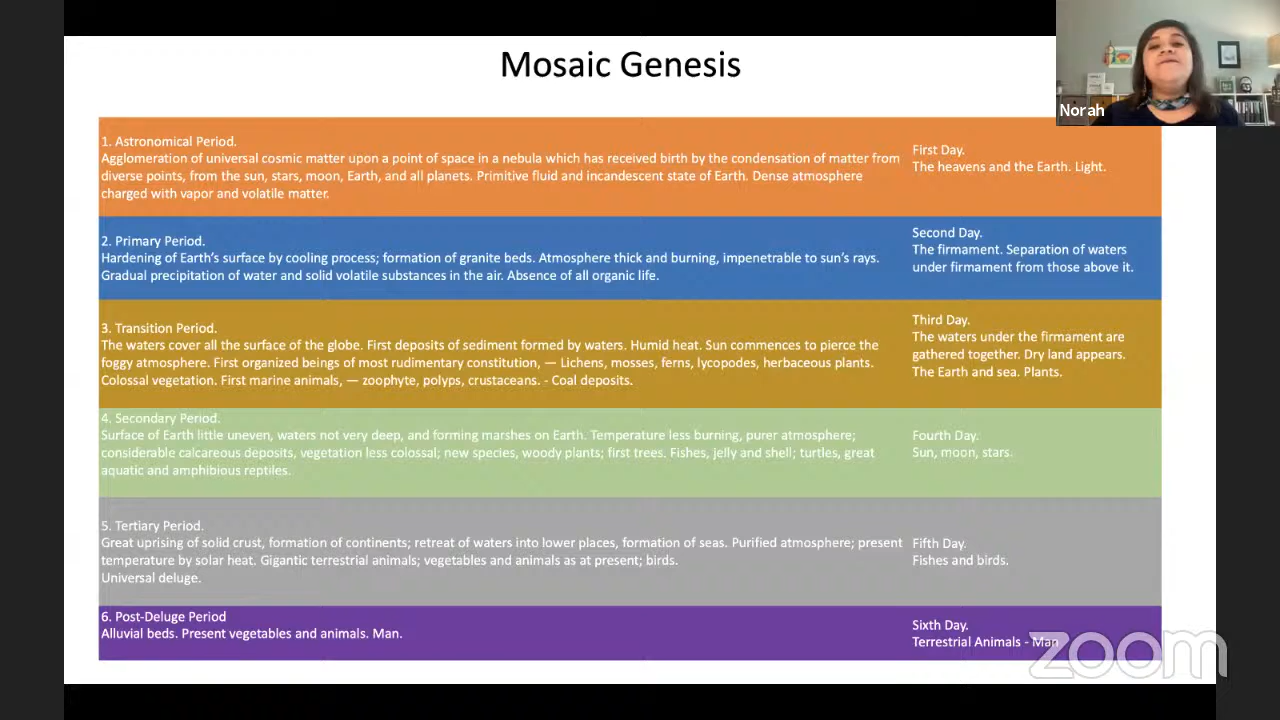 Mosaic Genesis
Norah
1. Astronomical Period.
Agglomeration of universal cosmic matter upon a point of space in a nebula which has received birth by the condensation of matter from
diverse points, from the sun, stars, moon, Earth, and all planets. Primitive fluid and incandescent state of Earth. Dense atmosphere
charged with vapor and volatile matter.
First Day.
The heavens and the Earth. Light.
2. Primary Period.
Hardening of Earth's surface by cooling process; formation of granite beds. Atmosphere thick and burning, impenetrable to sun's rays.
Gradual precipitation of water and solid volatile substances in the air. Absence of all organic life.
Second Day.
The firmament. Separation of waters
under firmament from those above it.
3. Transition Period.
The waters cover all the surface of the globe. First deposits of sediment formed by waters. Humid heat. Sun commences to pierce the
foggy atmosphere. First organized beings of most rudimentary constitution, — Lichens, mosses, ferns, lycopodes, herbaceous plants.
Colossal vegetation. First marine animals, — zoophyte, polyps, crustaceans. - Coal deposits.
Third Day.
The waters under the firmament are
gathered together. Dry land appears.
The Earth and sea. Plants.
4. Secondary Period.
Surface of Earth little uneven, waters not very deep, and forming marshes on Earth. Temperature less burning, purer atmosphere;
considerable calcareous deposits, vegetation less colossal; new species, woody plants; first trees. Fishes, jelly and shell; turtles, great
aquatic and amphibious reptiles.
Fourth Day.
Sun, moon, stars.
5. Tertiary Period.
Great uprising of solid crust, formation of continents; retreat of waters into lower places, formation of seas. Purified atmosphere; present
temperature by solar heat. Gigantic terrestrial animals; vegetables and animals as at present; birds.
Universal deluge.
Fifth Day.
Fishes and birds.
6. Post-Deluge Period
Alluvial beds. Present vegetables and animals. Man.
Sixth Day.
Terrestrial Animals - Man
zoom